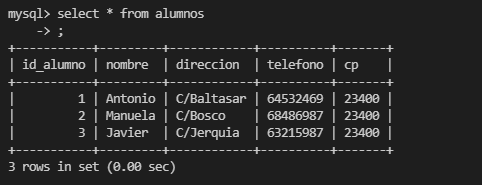 mysql> select * from alumnos
    -> ;
+-----------+---------+------------+----------+-------+
| id_alumno | nombre  | direccion  | telefono | cp    |
+-----------+---------+------------+----------+-------+
|         1 | Antonio | C/Baltasar | 64532469 | 23400 |
|         2 | Manuela | C/Bosco    | 68486987 | 23400 |
|         3 | Javier  | C/Jerquia  | 63215987 | 23400 |
+-----------+---------+------------+----------+-------+
3 rows in set (0.00 sec)